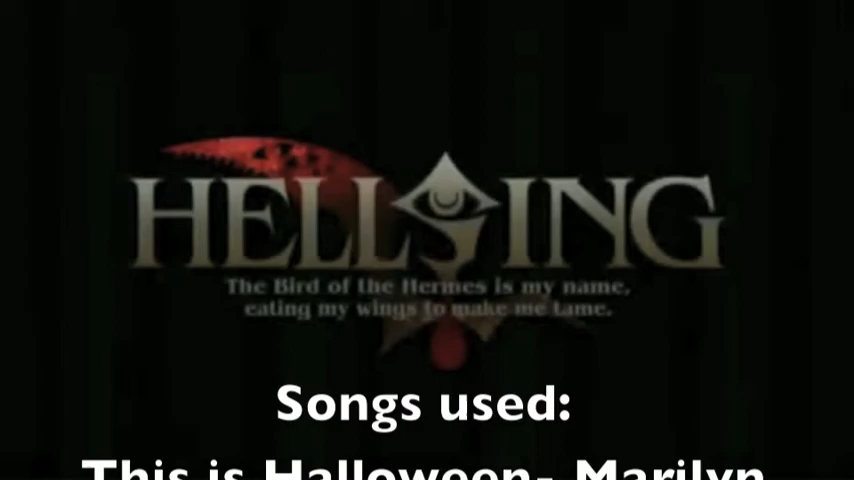 HELLSING
The Bird of the Hermes is my name,
eating my wings to make me tame.
Songs used:
This is Halloween- Marilyn